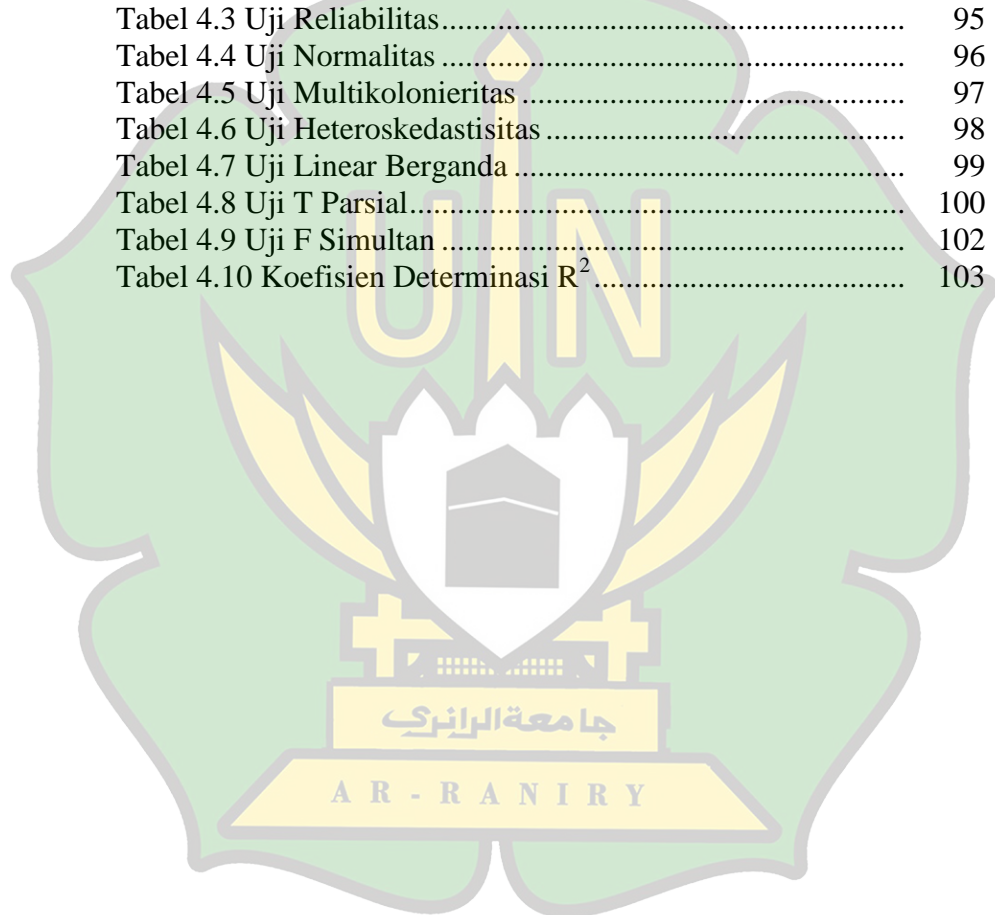 Tabel 4.3 Uji Reliabilitas................................................................ 95
Tabel 4.4 Uji Normalitas ................................................................ 96
Tabel 4.5 Uji Multikolonieritas ...................................................... 97
Tabel 4.6 Uji Heteroskedastisitas .................................................. 98
Tabel 4.7 Uji Linear Berganda ....................................................... 99
Tabel 4.8 Uji T Parsial.................................................................... 100
Tabel 4.9 Uji F Simultan ................................................................ 102
Tabel 4.10 Koefisien Determinasi R² ............................................. 103
UIN
جامعةالرانري
AR-RANIRY